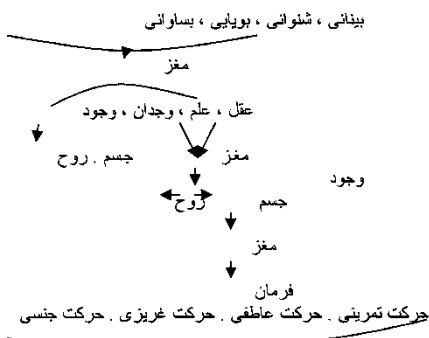 بینائی ، شنوائی ، بویایی ، بساوائی
مغز
عقل ، علم ، وجدان ، وجود
جسم . روح
مغز
وجود
روح
جسم
مغز
فرمان
حرکت تمرینی . حرکت عاطفی . حرکت غریزی . حرکت جنسی